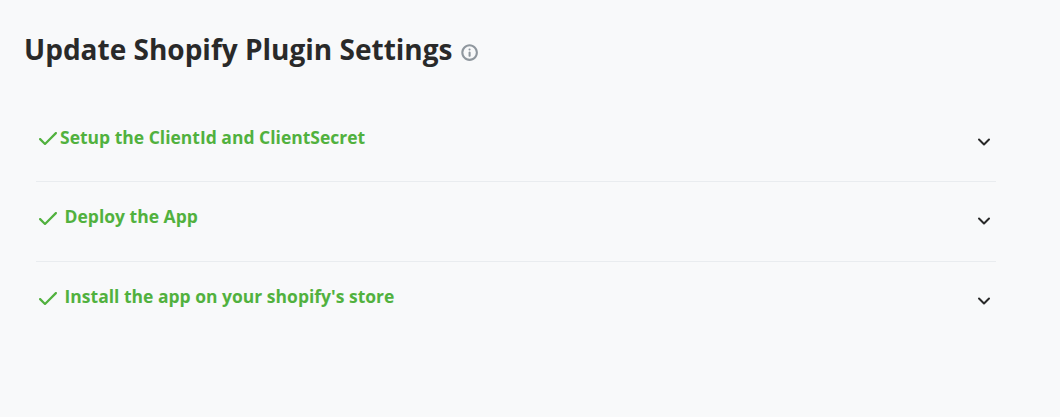 Update Shopify Plugin Settings
Setup the ClientId and ClientSecret
Deploy the App
Install the app on your shopify's store